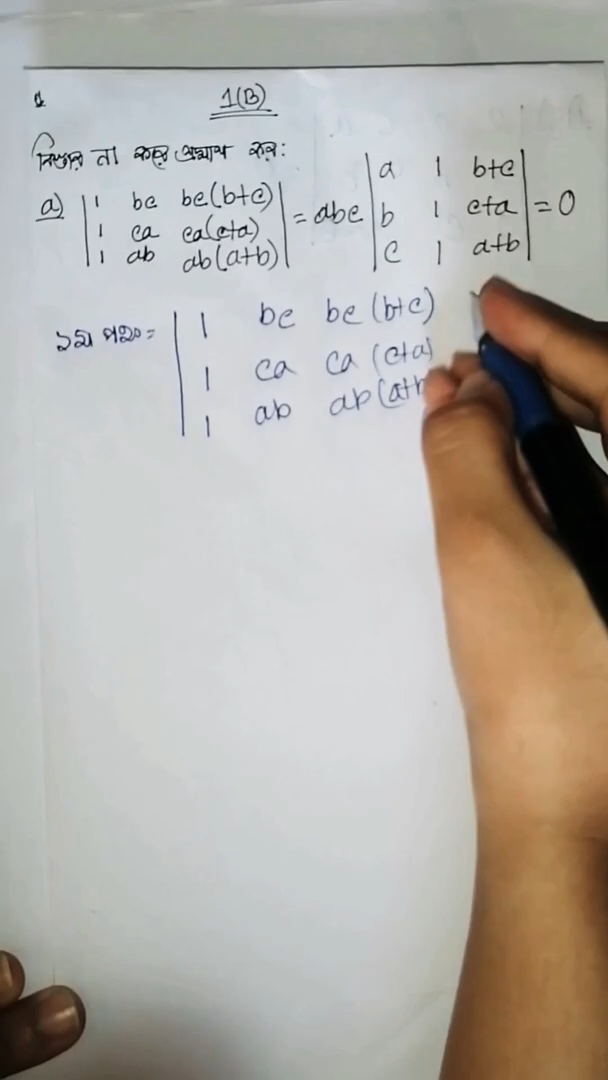 1(B)
বিস্তার না করে প্রমাণ কর:
a) | 1 bc bc(b+c) | = abc | a 1 b+c | = 0
| 1 ca ca(c+a) | | b 1 c+a |
| 1 ab ab(a+b) | | c 1 a+b |
১ম পক্ষ = | 1 bc bc(b+c)
| 1 ca ca(c+a)
| 1 ab ab(a+b